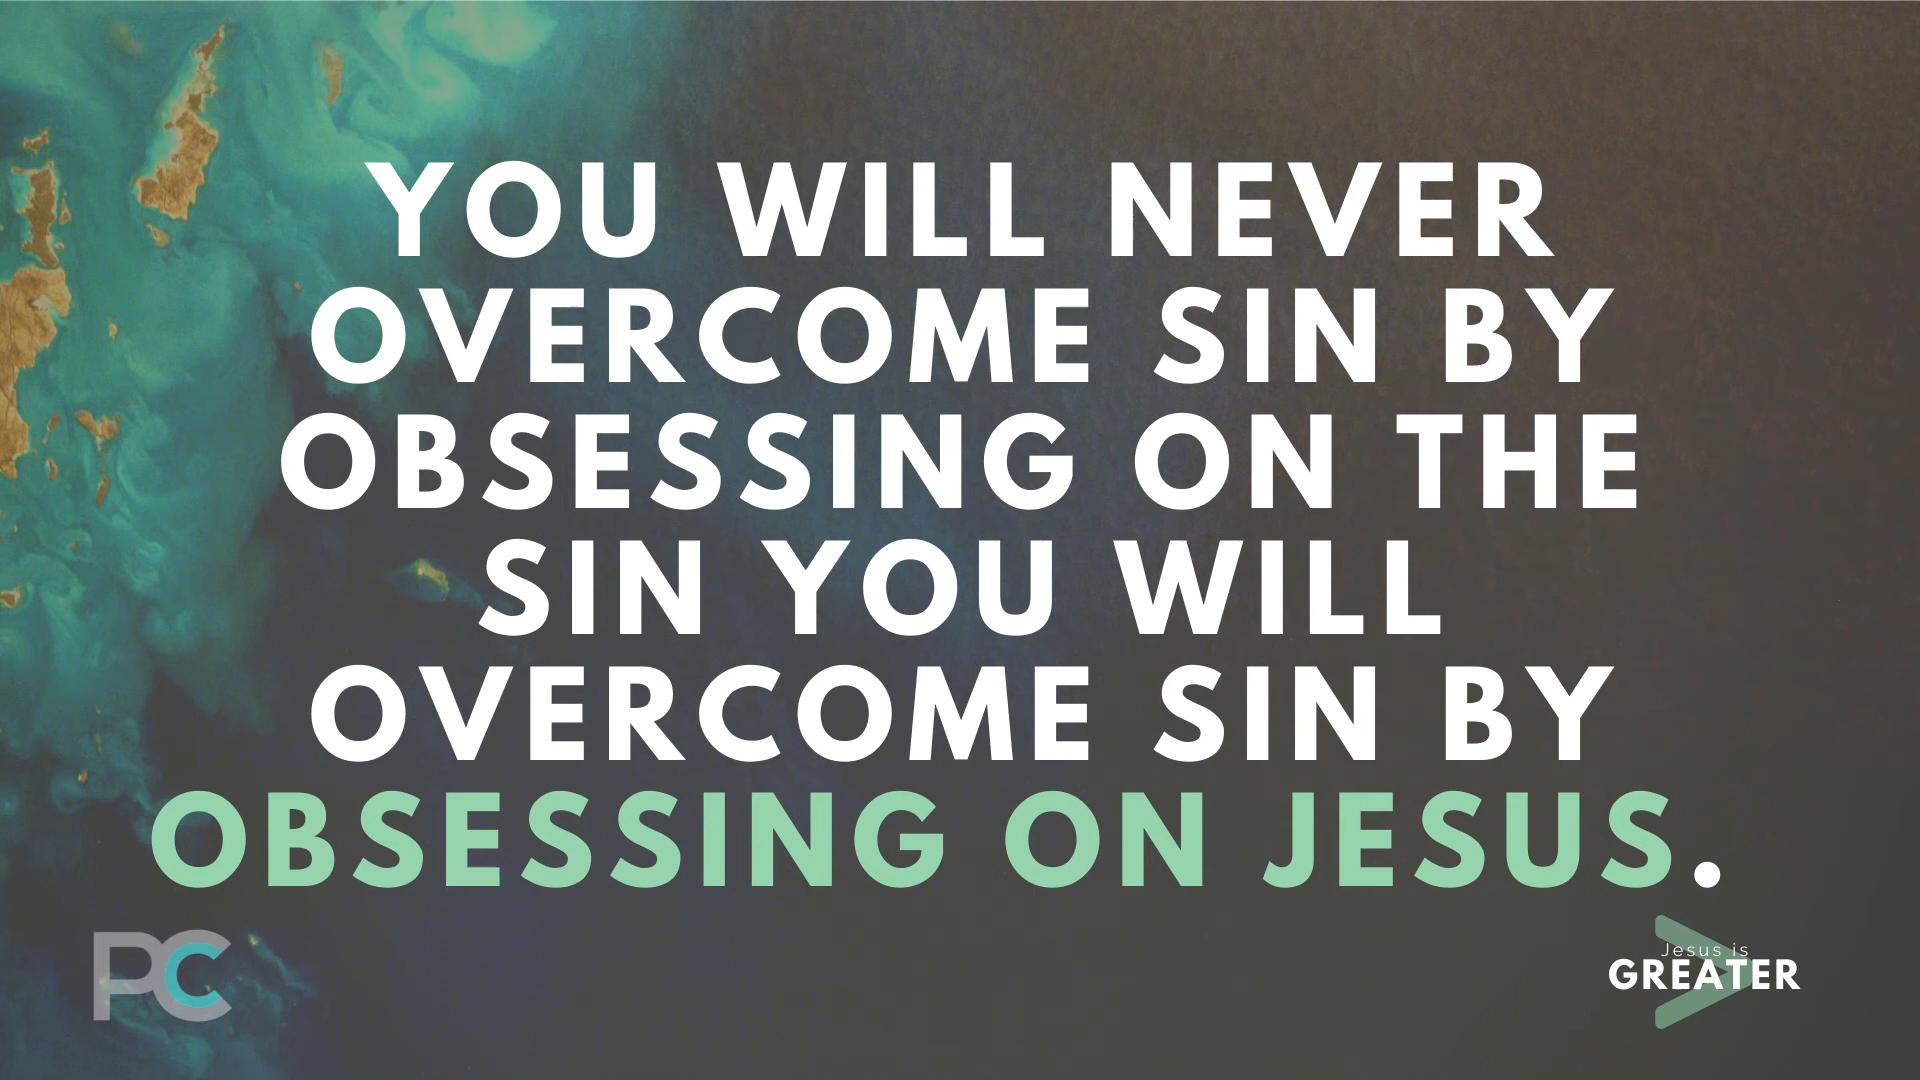 YOU WILL NEVER
OVERCOME SIN BY
OBSESSING ON THE
SIN YOU WILL
OVERCOME SIN BY
OBSESSING ON JESUS.
PC
Jesus is
GREATER